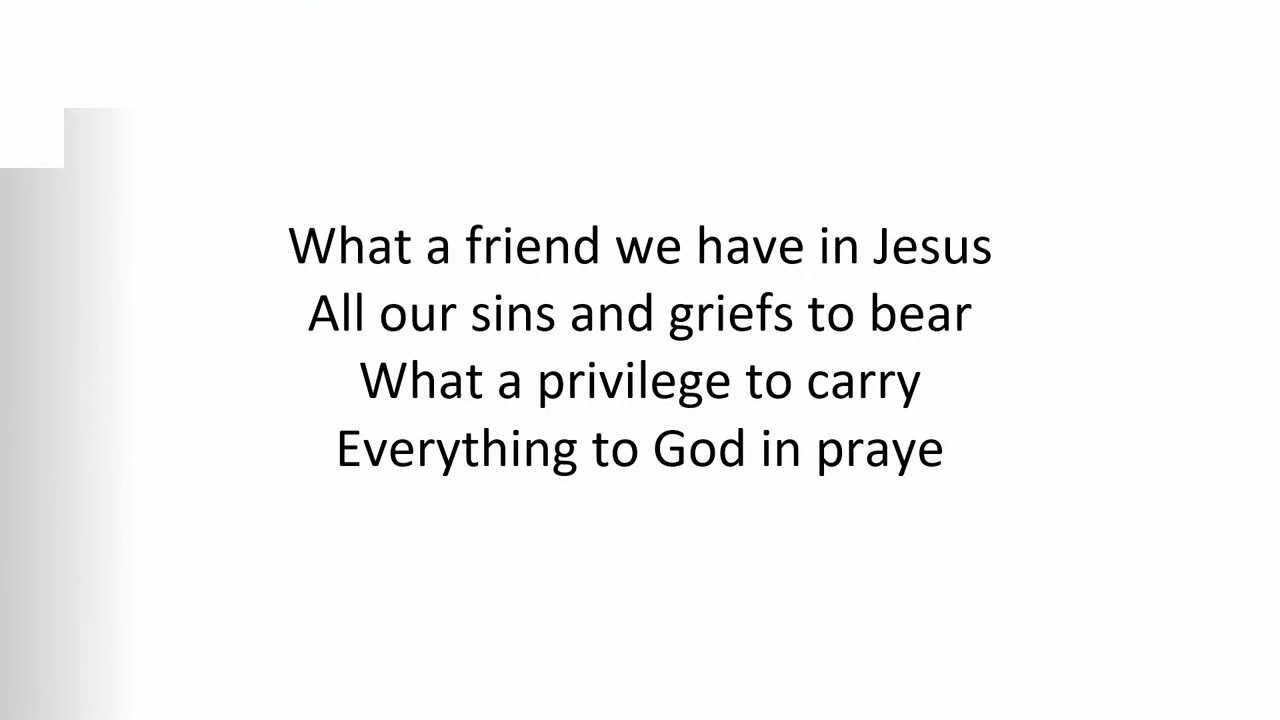 What a friend we have in Jesus
All our sins and griefs to bear
What a privilege to carry
Everything to God in praye